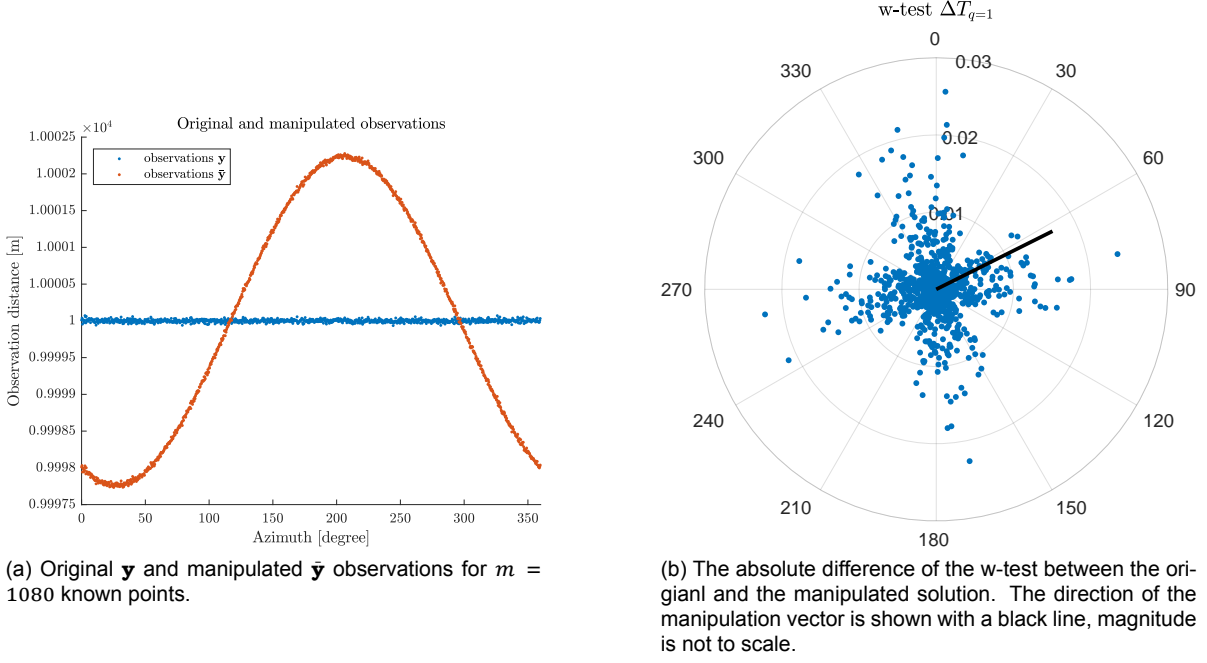 Original and manipulated observations
×10⁴
1.00025
1.0002
1.00015
1.0001
1.00005
1
0.99995
0.9999
0.99985
0.9998
0.99975
Observation distance [m]
observations y
observations ȳ
0 50 100 150 200 250 300 350
Azimuth [degree]
(a) Original y and manipulated ȳ observations for m =
1080 known points.
w-test ΔT_{q=1}
0
30
60
90
120
150
180
210
240
270
300
330
0.03
0.02
0.01
(b) The absolute difference of the w-test between the ori-
gianl and the manipulated solution. The direction of the
manipulation vector is shown with a black line, magnitude
is not to scale.